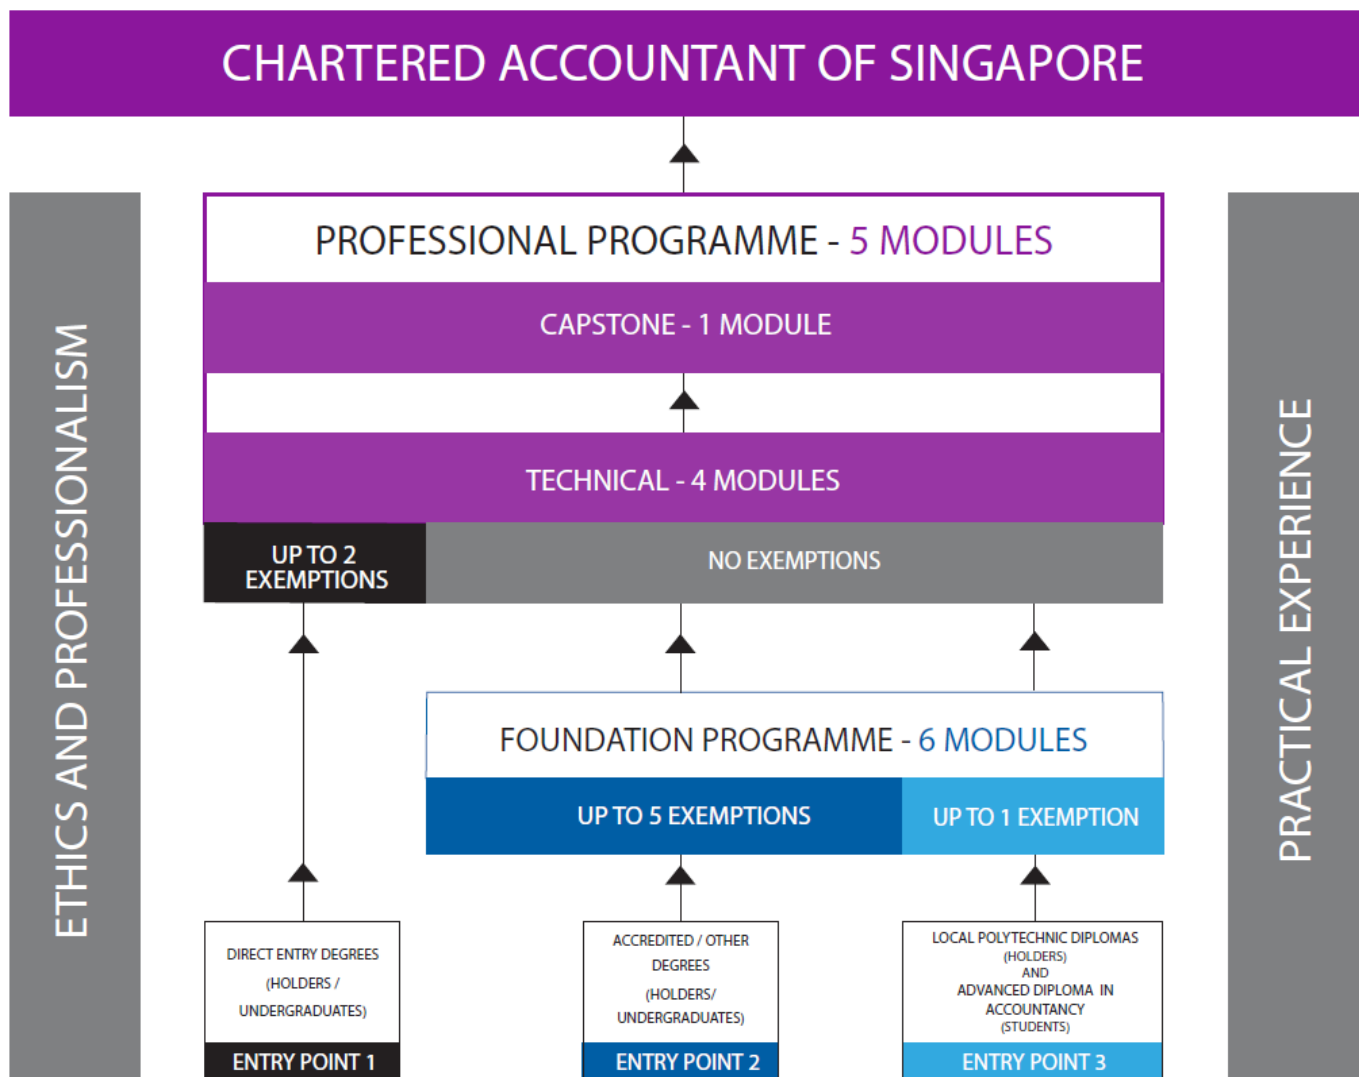 CHARTERED ACCOUNTANT OF SINGAPORE
ETHICS AND PROFESSIONALISM
PROFESSIONAL PROGRAMME - 5 MODULES
CAPSTONE - 1 MODULE
TECHNICAL - 4 MODULES
UP TO 2
EXEMPTIONS
NO EXEMPTIONS
FOUNDATION PROGRAMME - 6 MODULES
UP TO 5 EXEMPTIONS
UP TO 1 EXEMPTION
DIRECT ENTRY DEGREES
(HOLDERS /
UNDERGRADUATES)
ENTRY POINT 1
ACCREDITED / OTHER
DEGREES
(HOLDERS/
UNDERGRADUATES)
ENTRY POINT 2
LOCAL POLYTECHNIC DIPLOMAS
(HOLDERS)
AND
ADVANCED DIPLOMA IN
ACCOUNTANCY
(STUDENTS)
ENTRY POINT 3
PRACTICAL EXPERIENCE